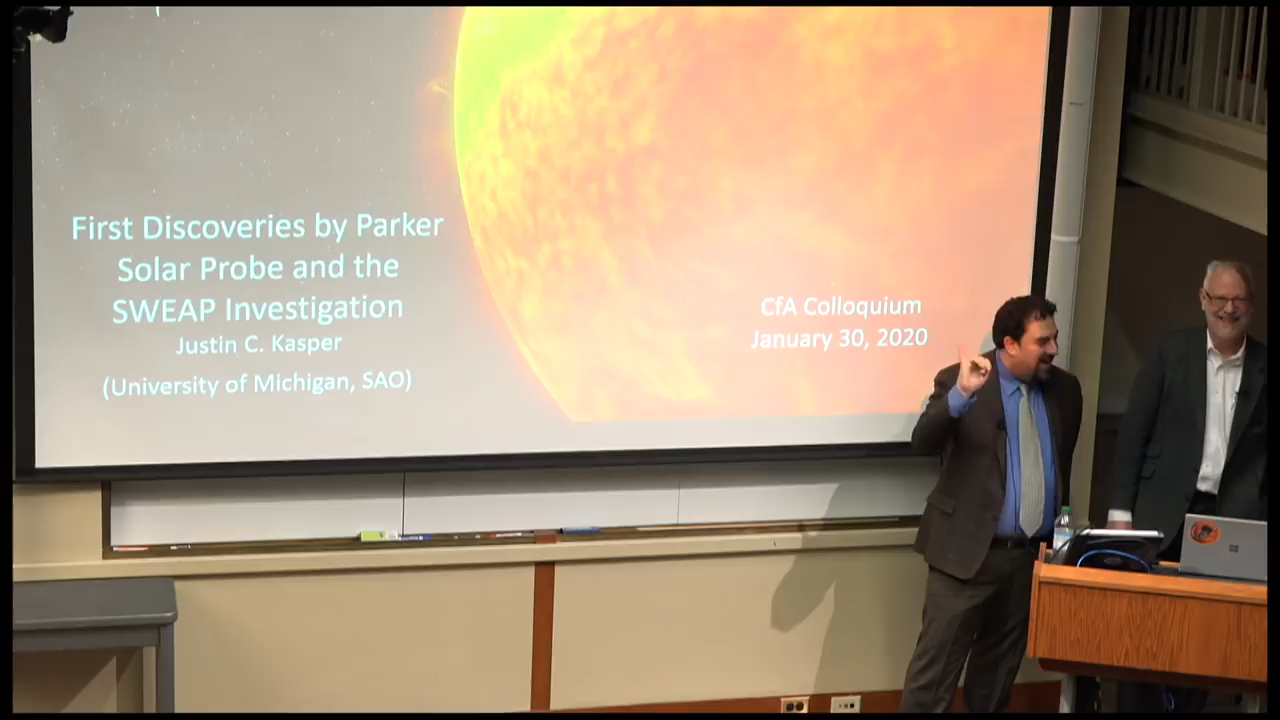 First Discoveries by Parker
Solar Probe and the
SWEAP Investigation
Justin C. Kasper
(University of Michigan, SAO)
CfA Colloquium
January 30, 2020